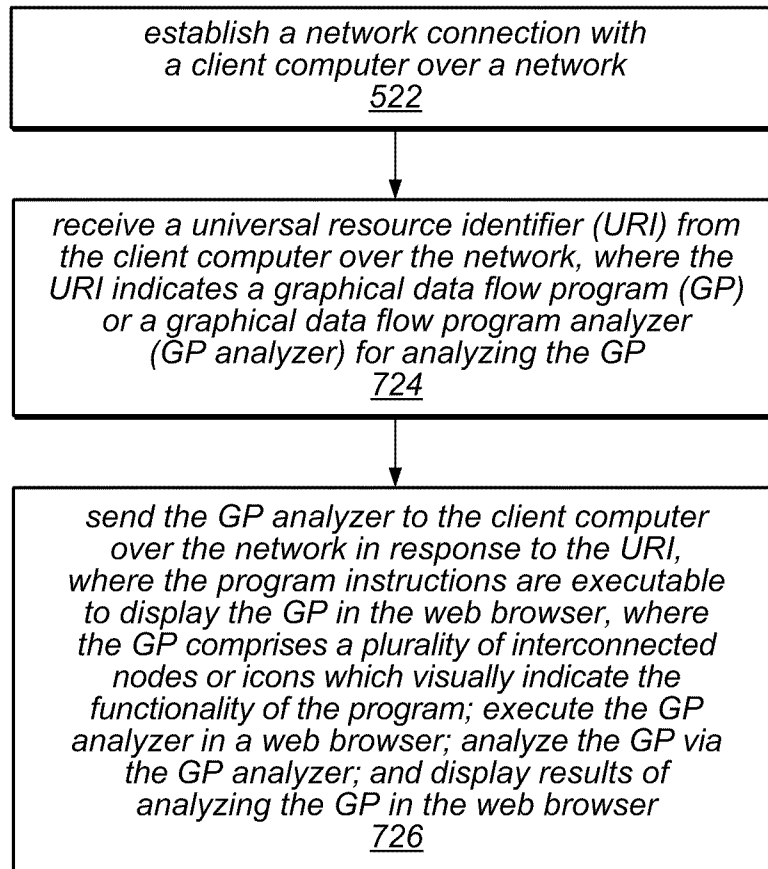 establish a network connection with
a client computer over a network
522
receive a universal resource identifier (URI) from
the client computer over the network, where the
URI indicates a graphical data flow program (GP)
or a graphical data flow program analyzer
(GP analyzer) for analyzing the GP
724
send the GP analyzer to the client computer
over the network in response to the URI,
where the program instructions are executable
to display the GP in the web browser, where
the GP comprises a plurality of interconnected
nodes or icons which visually indicate the
functionality of the program; execute the GP
analyzer in a web browser; analyze the GP via
the GP analyzer; and display results of
analyzing the GP in the web browser
726